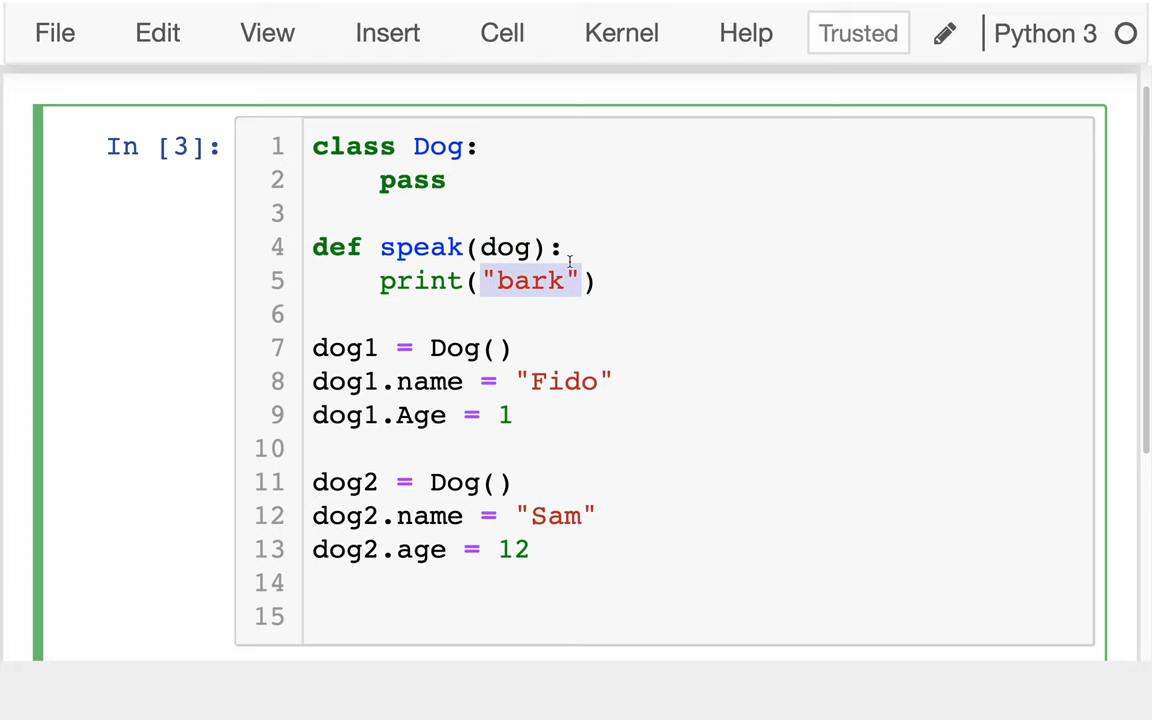 File Edit View Insert Cell Kernel Help Trusted Python 3
In [3]:
1 class Dog:
2     pass
3
4 def speak(dog):
5     print("bark")
6
7 dog1 = Dog()
8 dog1.name = "Fido"
9 dog1.Age = 1
10
11 dog2 = Dog()
12 dog2.name = "Sam"
13 dog2.age = 12
14
15